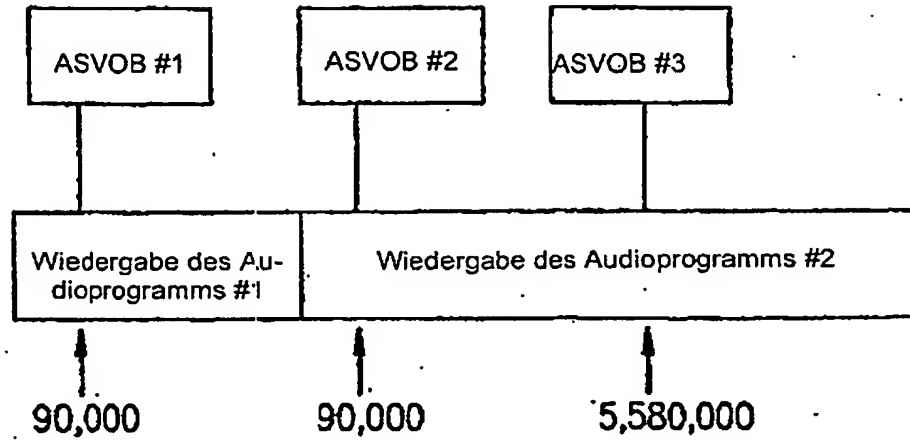 ASVOB #1
ASVOB #2
ASVOB #3
Wiedergabe des Au-
dioprogramms #1
Wiedergabe des Audioprogramms #2
90,000
90,000
5,580,000